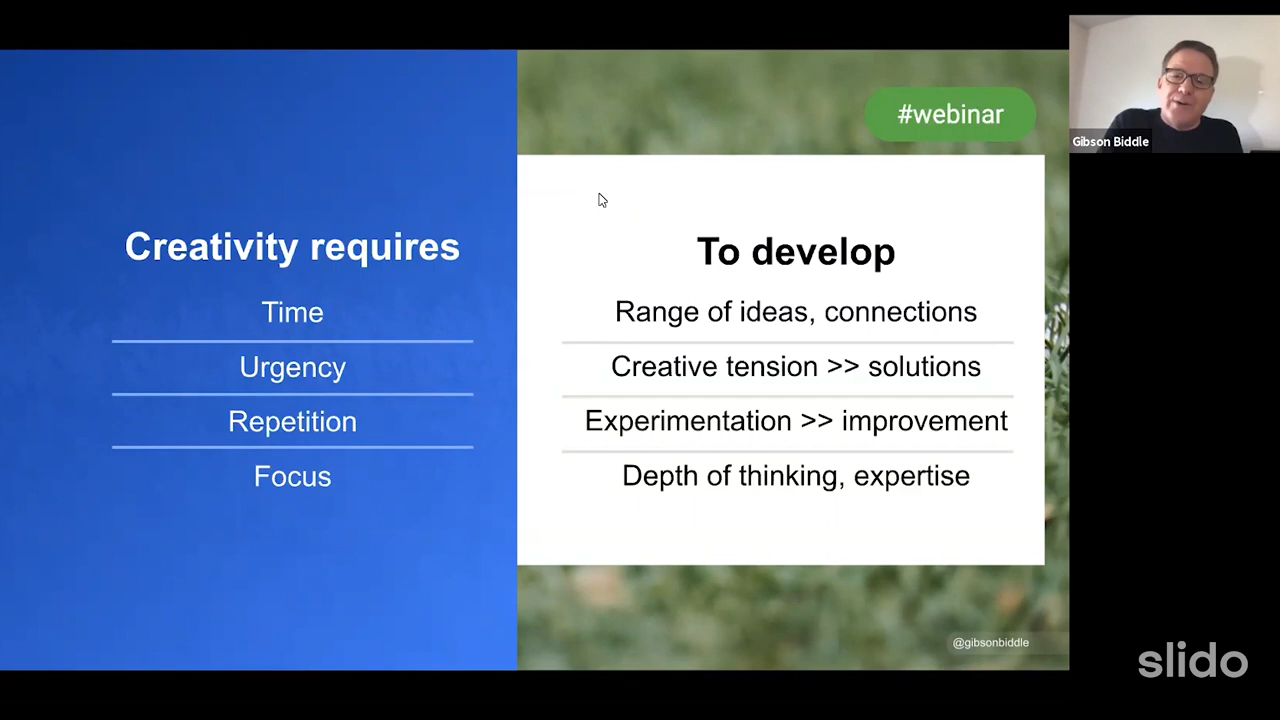 #webinar
Gibson Biddle
Creativity requires
Time
Urgency
Repetition
Focus
To develop
Range of ideas, connections
Creative tension >> solutions
Experimentation >> improvement
Depth of thinking, expertise
@gibsonbiddle
slido